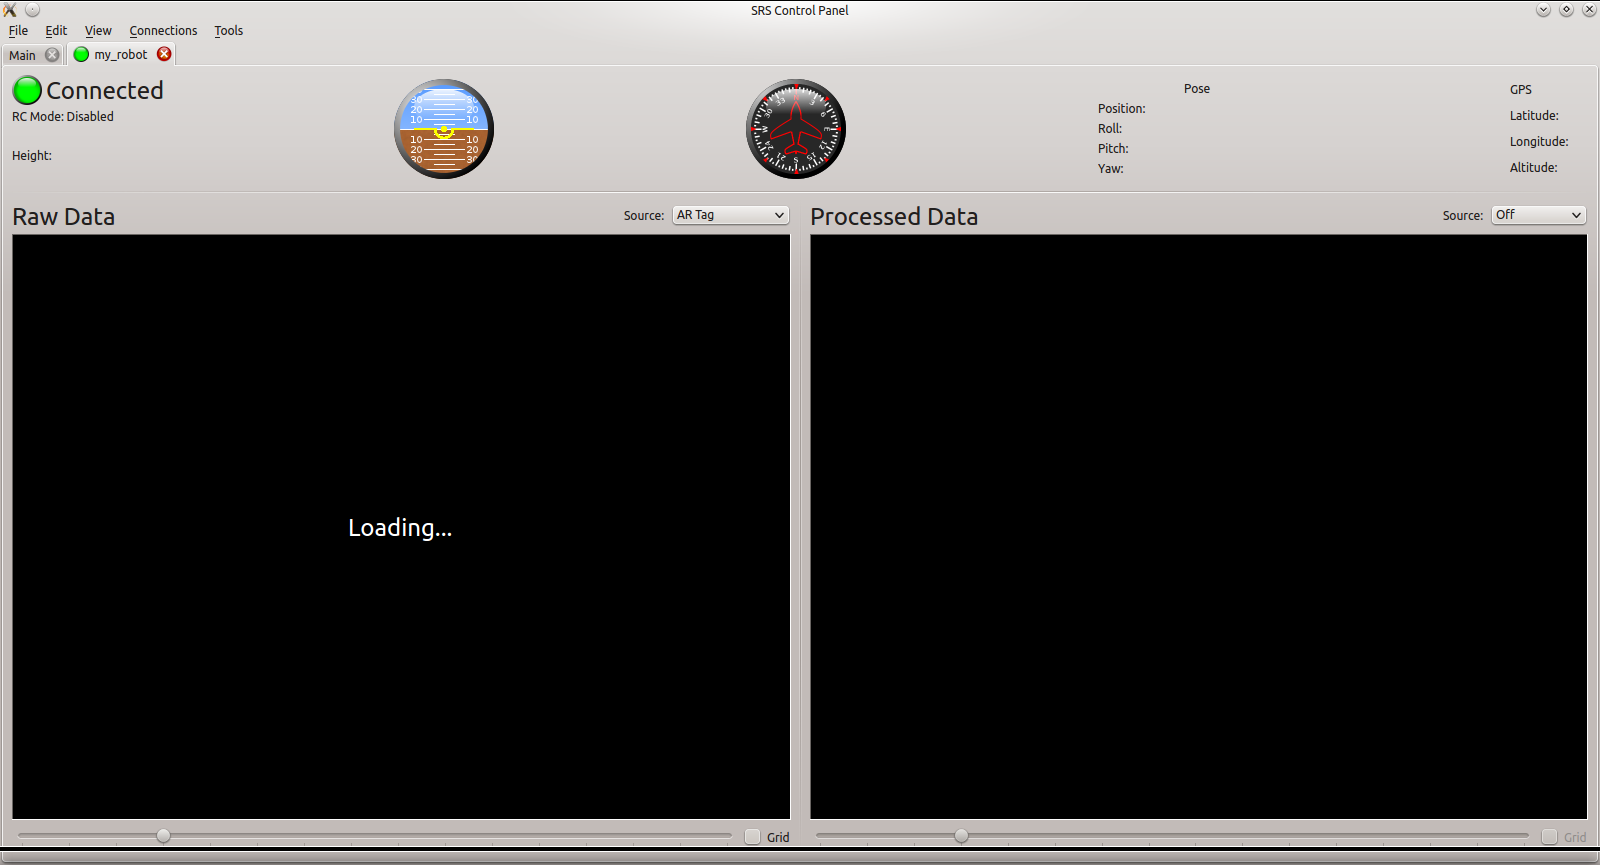 SRS Control Panel
File Edit View Connections Tools
Main my_robot
Connected
RC Mode: Disabled
Height:
30 30
20 20
10 10
10 10
20 20
30 30
33 3 6 E 12 15 S 21 24 W 30
Pose
Position:
Roll:
Pitch:
Yaw:
GPS
Latitude:
Longitude:
Altitude:
Raw Data Source: AR Tag
Processed Data Source: Off
Loading...
Grid
Grid